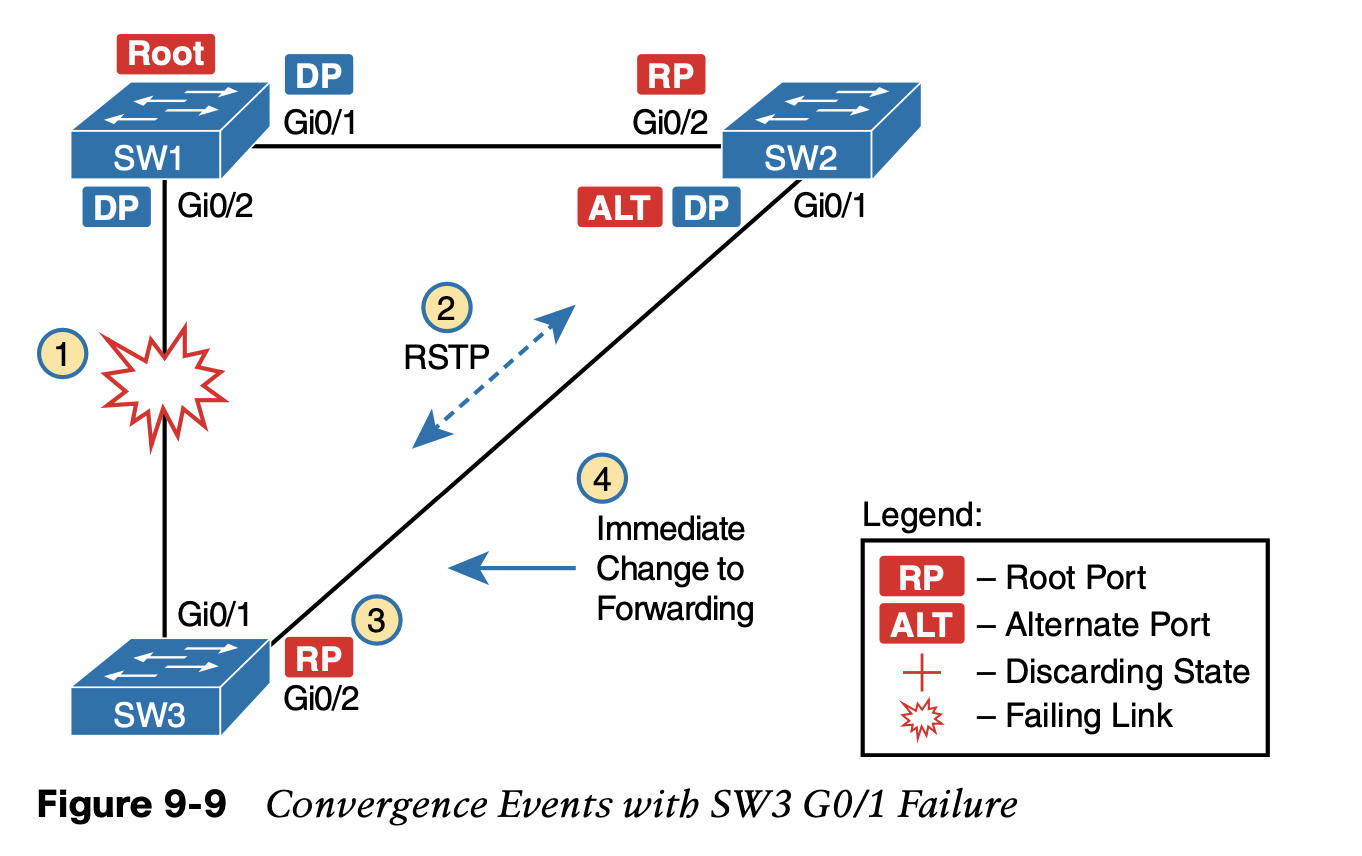 Root
DP
RP
Gi0/1
Gi0/2
SW1
SW2
DP
Gi0/2
ALT
DP
Gi0/1
2
RSTP
1
4
Immediate
Change to
Forwarding
Gi0/1
3
RP
Gi0/2
SW3
Legend:
RP – Root Port
ALT – Alternate Port
– Discarding State
– Failing Link
Figure 9-9 Convergence Events with SW3 G0/1 Failure